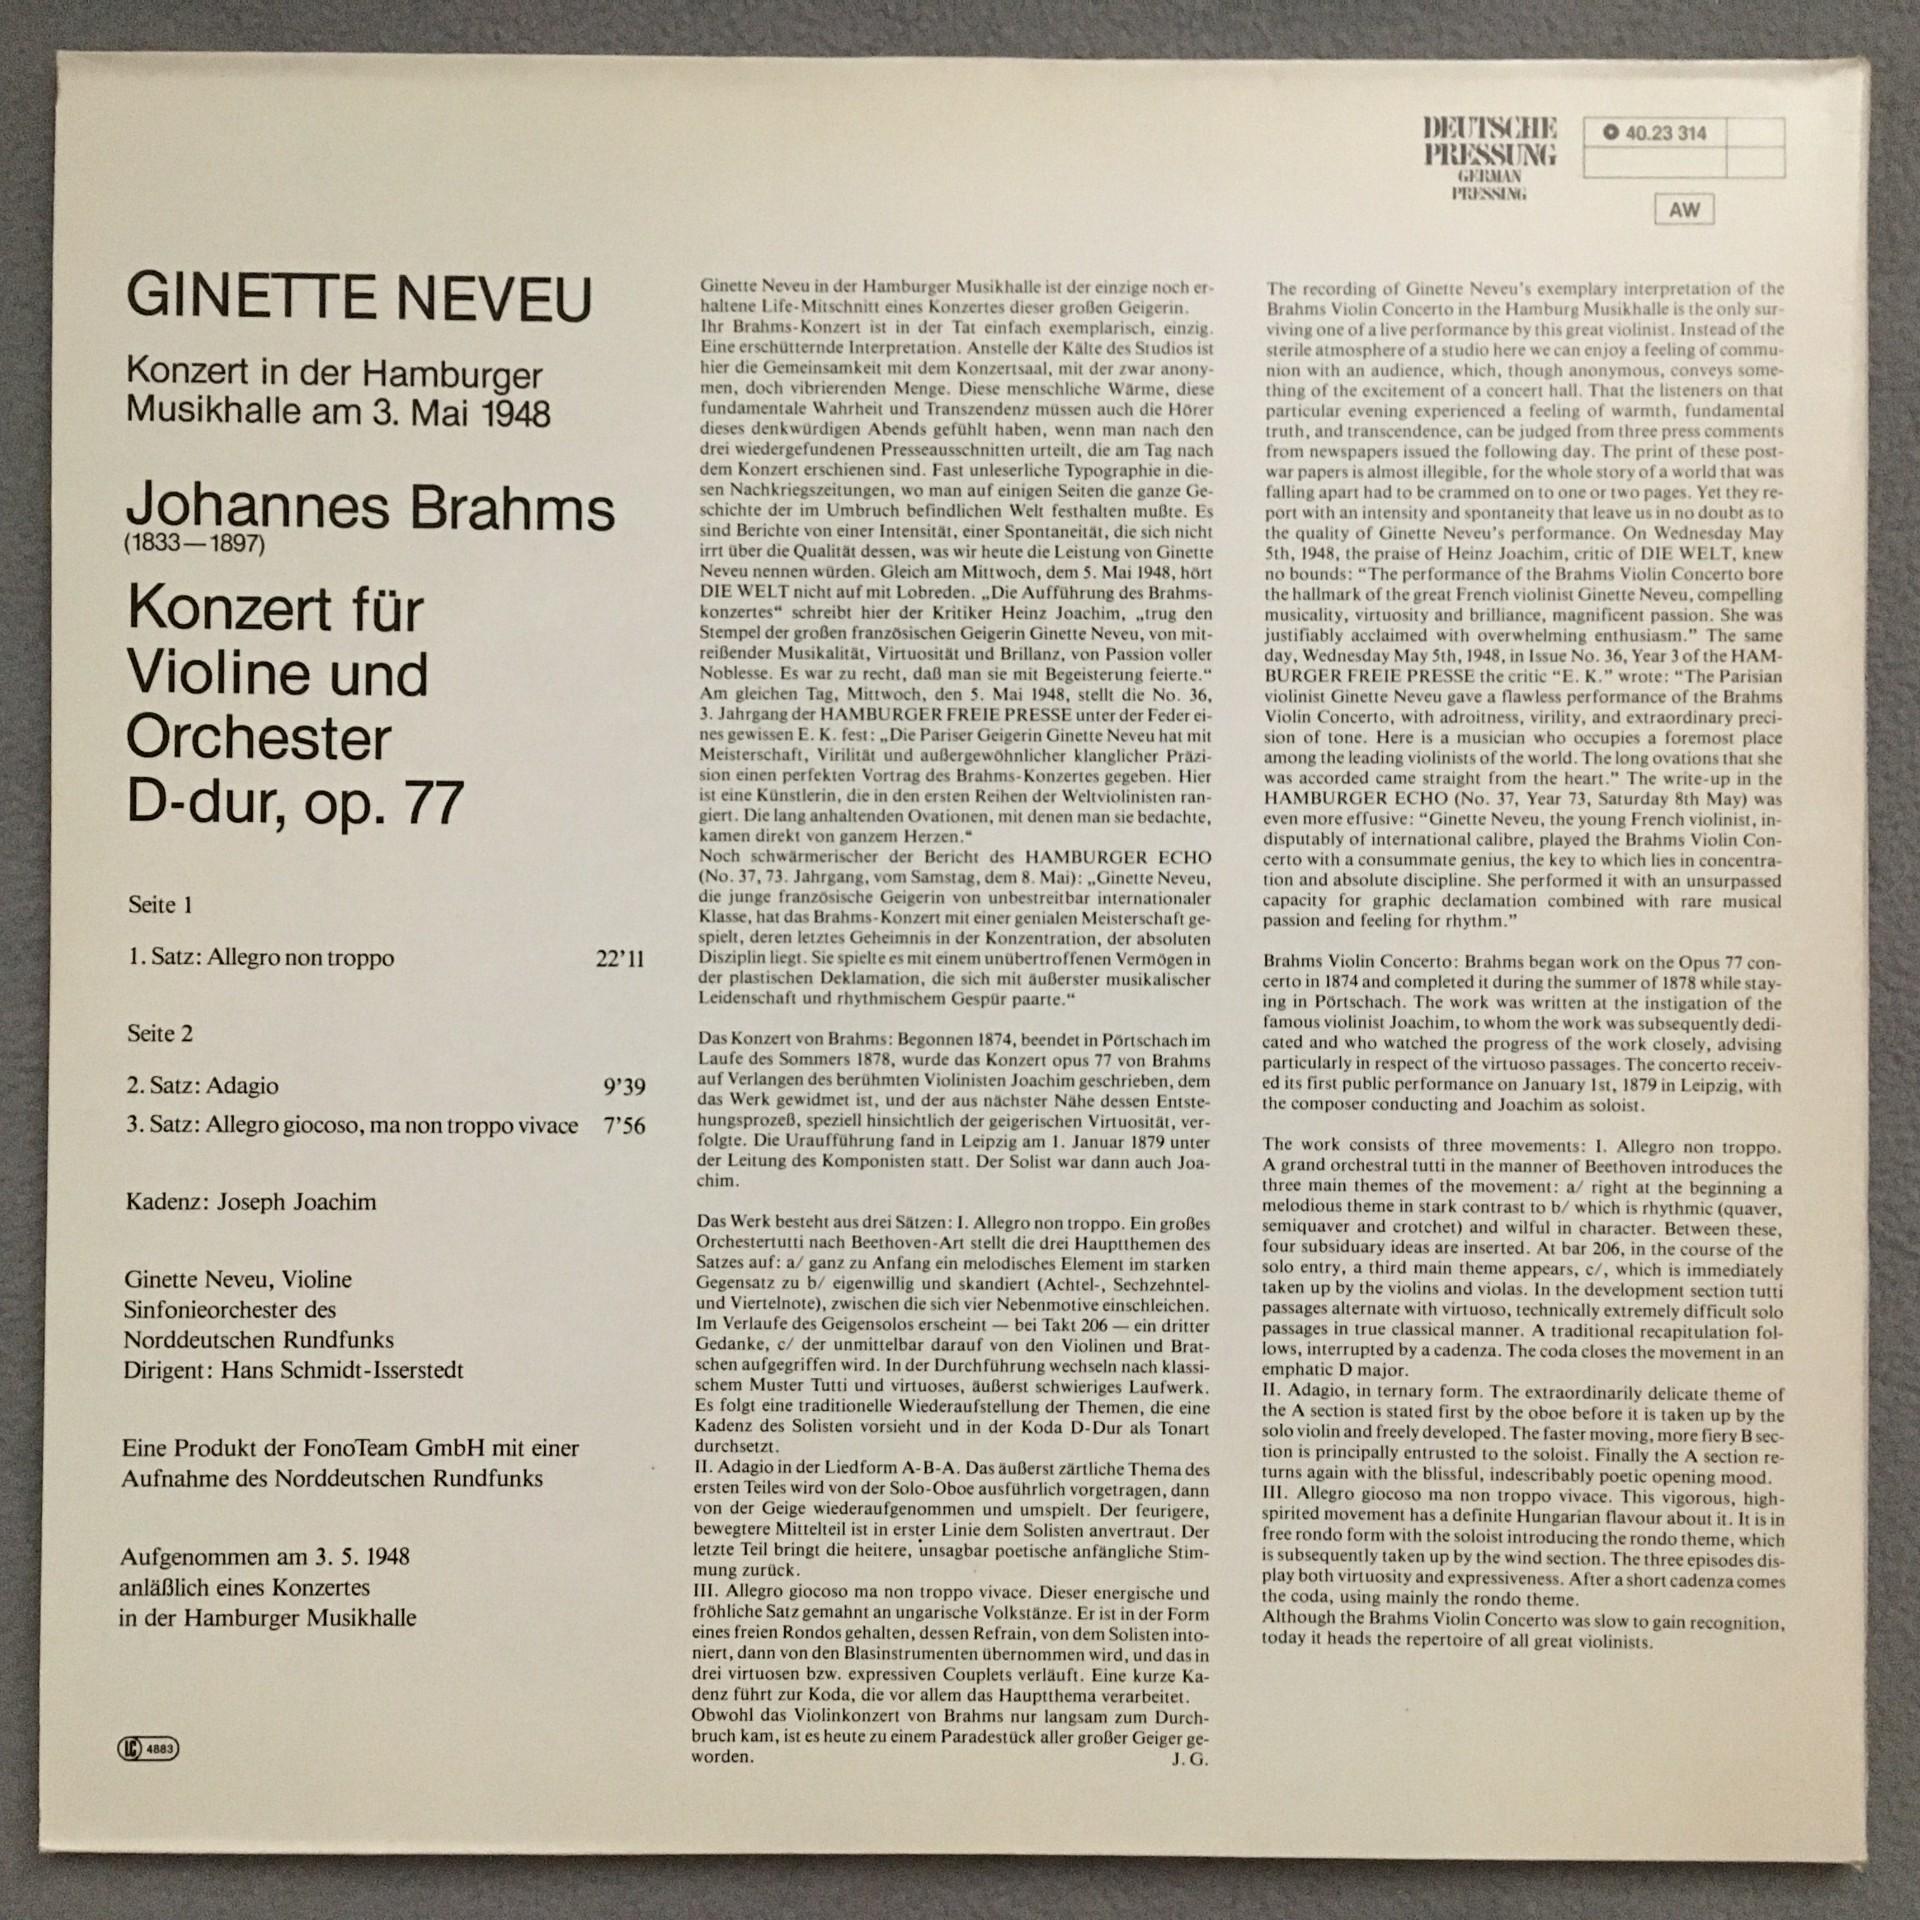 DEUTSCHE
PRESSUNG
GERMAN
PRESSING
40.23 314
AW
GINETTE NEVEU
Konzert in der Hamburger
Musikhalle am 3. Mai 1948
Johannes Brahms
(1833—1897)
Konzert für
Violine und
Orchester
D-dur, op. 77
Seite 1
1. Satz: Allegro non troppo 22'11
Seite 2
2. Satz: Adagio 9'39
3. Satz: Allegro giocoso, ma non troppo vivace 7'56
Kadenz: Joseph Joachim
Ginette Neveu, Violine
Sinfonieorchester des
Norddeutschen Rundfunks
Dirigent: Hans Schmidt-Isserstedt
Eine Produkt der FonoTeam GmbH mit einer
Aufnahme des Norddeutschen Rundfunks
Aufgenommen am 3. 5. 1948
anläßlich eines Konzertes
in der Hamburger Musikhalle
LC 4883
Ginette Neveu in der Hamburger Musikhalle ist der einzige noch er-
haltene Life-Mitschnitt eines Konzertes dieser großen Geigerin.
Ihr Brahms-Konzert ist in der Tat einfach exemplarisch, einzig.
Eine erschütternde Interpretation. Anstelle der Kälte des Studios ist
hier die Gemeinsamkeit mit dem Konzertsaal, mit der zwar anony-
men, doch vibrierenden Menge. Diese menschliche Wärme, diese
fundamentale Wahrheit und Transzendenz müssen auch die Hörer
dieses denkwürdigen Abends gefühlt haben, wenn man nach den
drei wiedergefundenen Presseausschnitten urteilt, die am Tag nach
dem Konzert erschienen sind. Fast unleserliche Typographie in die-
sen Nachkriegszeitungen, wo man auf einigen Seiten die ganze Ge-
schichte der im Umbruch befindlichen Welt festhalten mußte. Es
sind Berichte von einer Intensität, einer Spontaneität, die sich nicht
irrt über die Qualität dessen, was wir heute die Leistung von Ginette
Neveu nennen würden. Gleich am Mittwoch, dem 5. Mai 1948, hört
DIE WELT nicht auf mit Lobreden. „Die Aufführung des Brahms-
konzertes“ schreibt hier der Kritiker Heinz Joachim, „trug den
Stempel der großen französischen Geigerin Ginette Neveu, von mit-
reißender Musikalität, Virtuosität und Brillanz, von Passion voller
Noblesse. Es war zu recht, daß man sie mit Begeisterung feierte.“
Am gleichen Tag, Mittwoch, den 5. Mai 1948, stellt die No. 36,
3. Jahrgang der HAMBURGER FREIE PRESSE unter der Feder ei-
nes gewissen E. K. fest: „Die Pariser Geigerin Ginette Neveu hat mit
Meisterschaft, Virilität und außergewöhnlicher klanglicher Präzi-
sion einen perfekten Vortrag des Brahms-Konzertes gegeben. Hier
ist eine Künstlerin, die in den ersten Reihen der Weltviolinisten ran-
giert. Die lang anhaltenden Ovationen, mit denen man sie bedachte,
kamen direkt von ganzem Herzen.“
Noch schwärmerischer der Bericht des HAMBURGER ECHO
(No. 37, 73. Jahrgang, vom Samstag, dem 8. Mai): „Ginette Neveu,
die junge französische Geigerin von unbestreitbar internationaler
Klasse, hat das Brahms-Konzert mit einer genialen Meisterschaft ge-
spielt, deren letztes Geheimnis in der Konzentration, der absoluten
Disziplin liegt. Sie spielte es mit einem unübertroffenen Vermögen in
der plastischen Deklamation, die sich mit äußerster musikalischer
Leidenschaft und rhythmischem Gespür paarte.“
Das Konzert von Brahms: Begonnen 1874, beendet in Pörtschach im
Laufe des Sommers 1878, wurde das Konzert opus 77 von Brahms
auf Verlangen des berühmten Violinisten Joachim geschrieben, dem
das Werk gewidmet ist, und der aus nächster Nähe dessen Entste-
hungsprozeß, speziell hinsichtlich der geigerischen Virtuosität, ver-
folgte. Die Uraufführung fand in Leipzig am 1. Januar 1879 unter
der Leitung des Komponisten statt. Der Solist war dann auch Joa-
chim.
Das Werk besteht aus drei Sätzen: I. Allegro non troppo. Ein großes
Orchestertutti nach Beethoven-Art stellt die drei Hauptthemen des
Satzes auf: a/ ganz zu Anfang ein melodisches Element im starken
Gegensatz zu b/ eigenwillig und skandiert (Achtel-, Sechzehntel-
und Viertelnote), zwischen die sich vier Nebenmotive einschleichen.
Im Verlaufe des Geigensolos erscheint — bei Takt 206 — ein dritter
Gedanke, c/ der unmittelbar darauf von den Violinen und Brat-
schen aufgegriffen wird. In der Durchführung wechseln nach klassi-
schem Muster Tutti und virtuoses, äußerst schwieriges Laufwerk.
Es folgt eine traditionelle Wiederaufstellung der Themen, die eine
Kadenz des Solisten vorsieht und in der Koda D-Dur als Tonart
durchsetzt.
II. Adagio in der Liedform A-B-A. Das äußerst zärtliche Thema des
ersten Teiles wird von der Solo-Oboe ausführlich vorgetragen, dann
von der Geige wiederaufgenommen und umspielt. Der feurigere,
bewegtere Mittelteil ist in erster Linie dem Solisten anvertraut. Der
letzte Teil bringt die heitere, unsagbar poetische anfängliche Stim-
mung zurück.
III. Allegro giocoso ma non troppo vivace. Dieser energische und
fröhliche Satz gemahnt an ungarische Volkstänze. Er ist in der Form
eines freien Rondos gehalten, dessen Refrain, von dem Solisten into-
niert, dann von den Blasinstrumenten übernommen wird, und das in
drei virtuosen bzw. expressiven Couplets verläuft. Eine kurze Ka-
denz führt zur Koda, die vor allem das Hauptthema verarbeitet.
Obwohl das Violinkonzert von Brahms nur langsam zum Durch-
bruch kam, ist es heute zu einem Paradestück aller großer Geiger ge-
worden. J. G.
The recording of Ginette Neveu's exemplary interpretation of the
Brahms Violin Concerto in the Hamburg Musikhalle is the only sur-
viving one of a live performance by this great violinist. Instead of the
sterile atmosphere of a studio here we can enjoy a feeling of commu-
nion with an audience, which, though anonymous, conveys some-
thing of the excitement of a concert hall. That the listeners on that
particular evening experienced a feeling of warmth, fundamental
truth, and transcendence, can be judged from three press comments
from newspapers issued the following day. The print of these post-
war papers is almost illegible, for the whole story of a world that was
falling apart had to be crammed on to one or two pages. Yet they re-
port with an intensity and spontaneity that leave us in no doubt as to
the quality of Ginette Neveu's performance. On Wednesday May
5th, 1948, the praise of Heinz Joachim, critic of DIE WELT, knew
no bounds: “The performance of the Brahms Violin Concerto bore
the hallmark of the great French violinist Ginette Neveu, compelling
musicality, virtuosity and brilliance, magnificent passion. She was
justifiably acclaimed with overwhelming enthusiasm.” The same
day, Wednesday May 5th, 1948, in Issue No. 36, Year 3 of the HAM-
BURGER FREIE PRESSE the critic “E. K.” wrote: “The Parisian
violinist Ginette Neveu gave a flawless performance of the Brahms
Violin Concerto, with adroitness, virility, and extraordinary preci-
sion of tone. Here is a musician who occupies a foremost place
among the leading violinists of the world. The long ovations that she
was accorded came straight from the heart.” The write-up in the
HAMBURGER ECHO (No. 37, Year 73, Saturday 8th May) was
even more effusive: “Ginette Neveu, the young French violinist, in-
disputably of international calibre, played the Brahms Violin Con-
certo with a consummate genius, the key to which lies in concentra-
tion and absolute discipline. She performed it with an unsurpassed
capacity for graphic declamation combined with rare musical
passion and feeling for rhythm.”
Brahms Violin Concerto: Brahms began work on the Opus 77 con-
certo in 1874 and completed it during the summer of 1878 while stay-
ing in Pörtschach. The work was written at the instigation of the
famous violinist Joachim, to whom the work was subsequently dedi-
cated and who watched the progress of the work closely, advising
particularly in respect of the virtuoso passages. The concerto receiv-
ed its first public performance on January 1st, 1879 in Leipzig, with
the composer conducting and Joachim as soloist.
The work consists of three movements: I. Allegro non troppo.
A grand orchestral tutti in the manner of Beethoven introduces the
three main themes of the movement: a/ right at the beginning a
melodious theme in stark contrast to b/ which is rhythmic (quaver,
semiquaver and crotchet) and wilful in character. Between these,
four subsiduary ideas are inserted. At bar 206, in the course of the
solo entry, a third main theme appears, c/, which is immediately
taken up by the violins and violas. In the development section tutti
passages alternate with virtuoso, technically extremely difficult solo
passages in true classical manner. A traditional recapitulation fol-
lows, interrupted by a cadenza. The coda closes the movement in an
emphatic D major.
II. Adagio, in ternary form. The extraordinarily delicate theme of
the A section is stated first by the oboe before it is taken up by the
solo violin and freely developed. The faster moving, more fiery B sec-
tion is principally entrusted to the soloist. Finally the A section re-
turns again with the blissful, indescribably poetic opening mood.
III. Allegro giocoso ma non troppo vivace. This vigorous, high-
spirited movement has a definite Hungarian flavour about it. It is in
free rondo form with the soloist introducing the rondo theme, which
is subsequently taken up by the wind section. The three episodes dis-
play both virtuosity and expressiveness. After a short cadenza comes
the coda, using mainly the rondo theme.
Although the Brahms Violin Concerto was slow to gain recognition,
today it heads the repertoire of all great violinists.